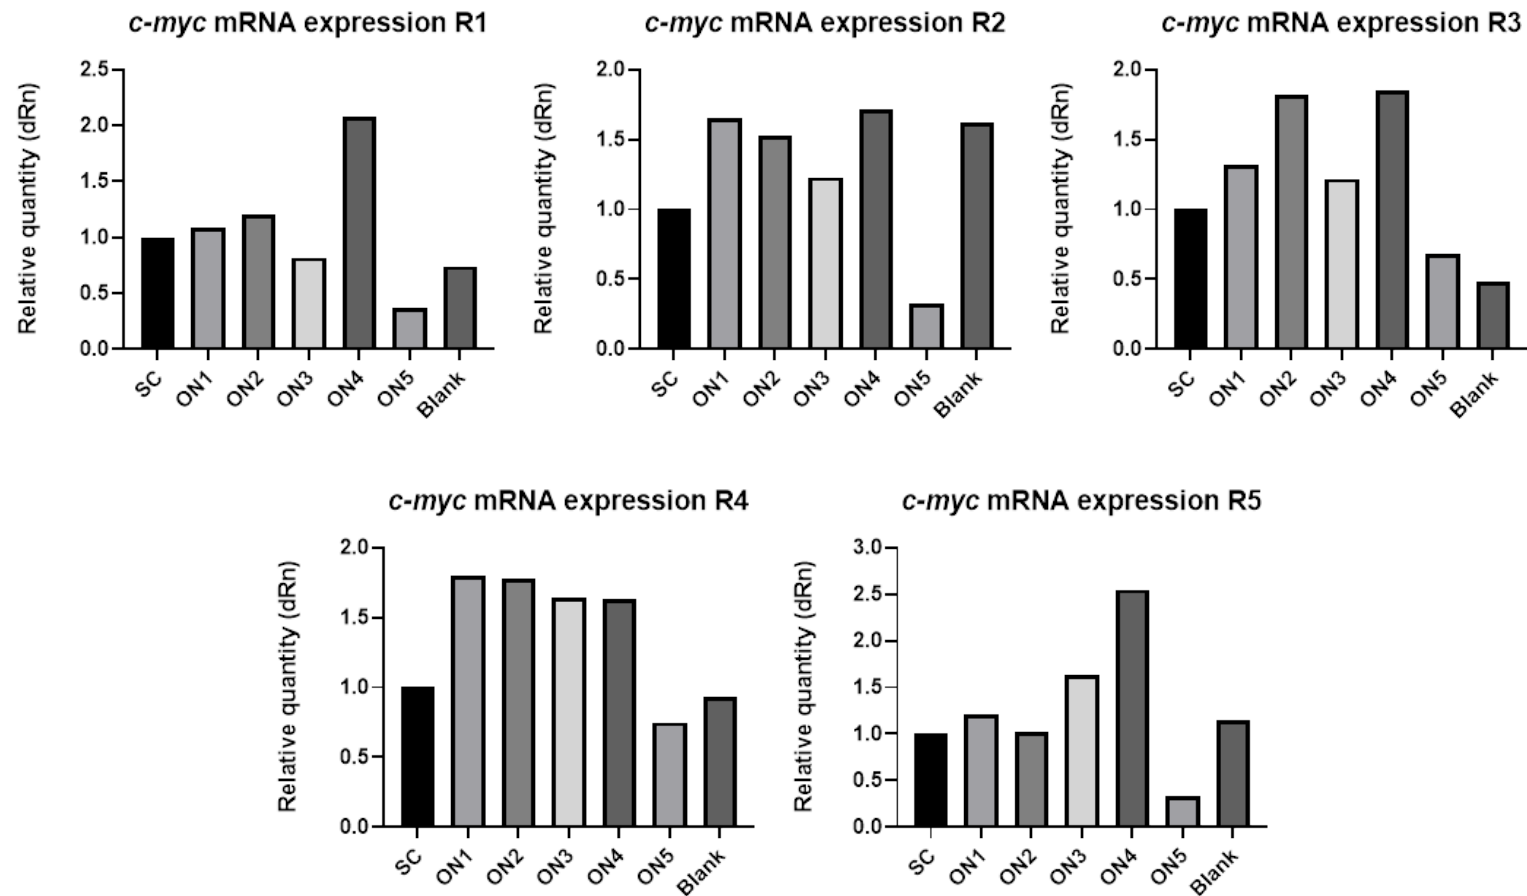 c-myc mRNA expression R1
Relative quantity (dRn)
2.5
2.0
1.5
1.0
0.5
0.0
SC
ON1
ON2
ON3
ON4
ON5
Blank
c-myc mRNA expression R2
Relative quantity (dRn)
2.0
1.5
1.0
0.5
0.0
SC
ON1
ON2
ON3
ON4
ON5
Blank
c-myc mRNA expression R3
Relative quantity (dRn)
2.0
1.5
1.0
0.5
0.0
SC
ON1
ON2
ON3
ON4
ON5
Blank
c-myc mRNA expression R4
Relative quantity (dRn)
2.0
1.5
1.0
0.5
0.0
SC
ON1
ON2
ON3
ON4
ON5
Blank
c-myc mRNA expression R5
Relative quantity (dRn)
3.0
2.5
2.0
1.5
1.0
0.5
0.0
SC
ON1
ON2
ON3
ON4
ON5
Blank